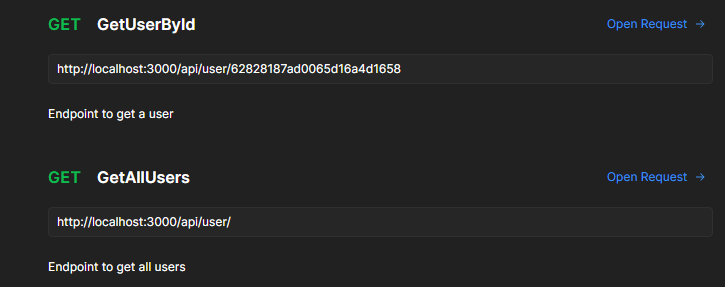 GET GetUserById Open Request →
http://localhost:3000/api/user/62828187ad0065d16a4d1658
Endpoint to get a user
GET GetAllUsers Open Request →
http://localhost:3000/api/user/
Endpoint to get all users